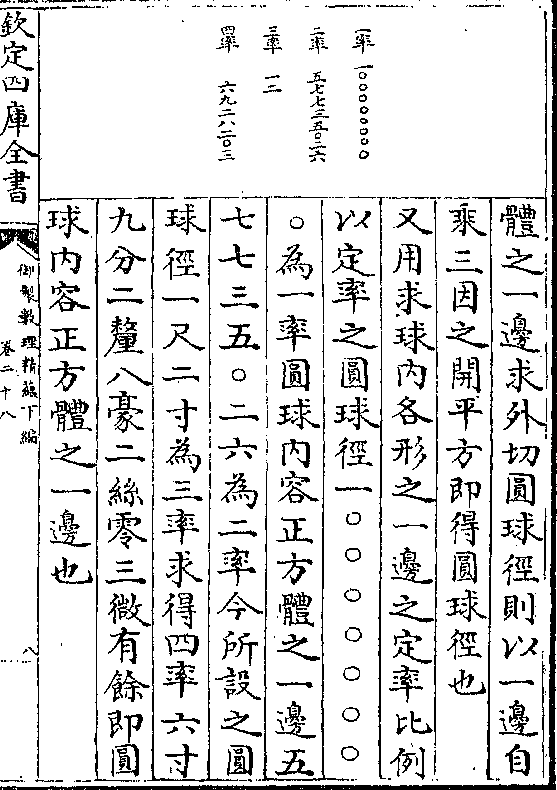 一率　一〇〇〇〇〇〇〇〇
二率　五七七三五〇二六
三率　一二
四率　六九二八二〇三
體之一邊求外切圓球徑則以一邊自
乘三因之開平方即得圓球徑也
又用求球内各形之一邊之定率比例
以定率之圓球徑一〇〇〇〇〇〇〇
〇為一率圓球内容正方體之一邊五
七七三五〇二六為二率今所設之圓
球徑一尺二寸為三率求得四率六寸
九分二釐八豪二絲零三微有餘即圓
球内容正方體之一邊也
欽定四庫全書
御製數理精蘊下編
卷二十八
八